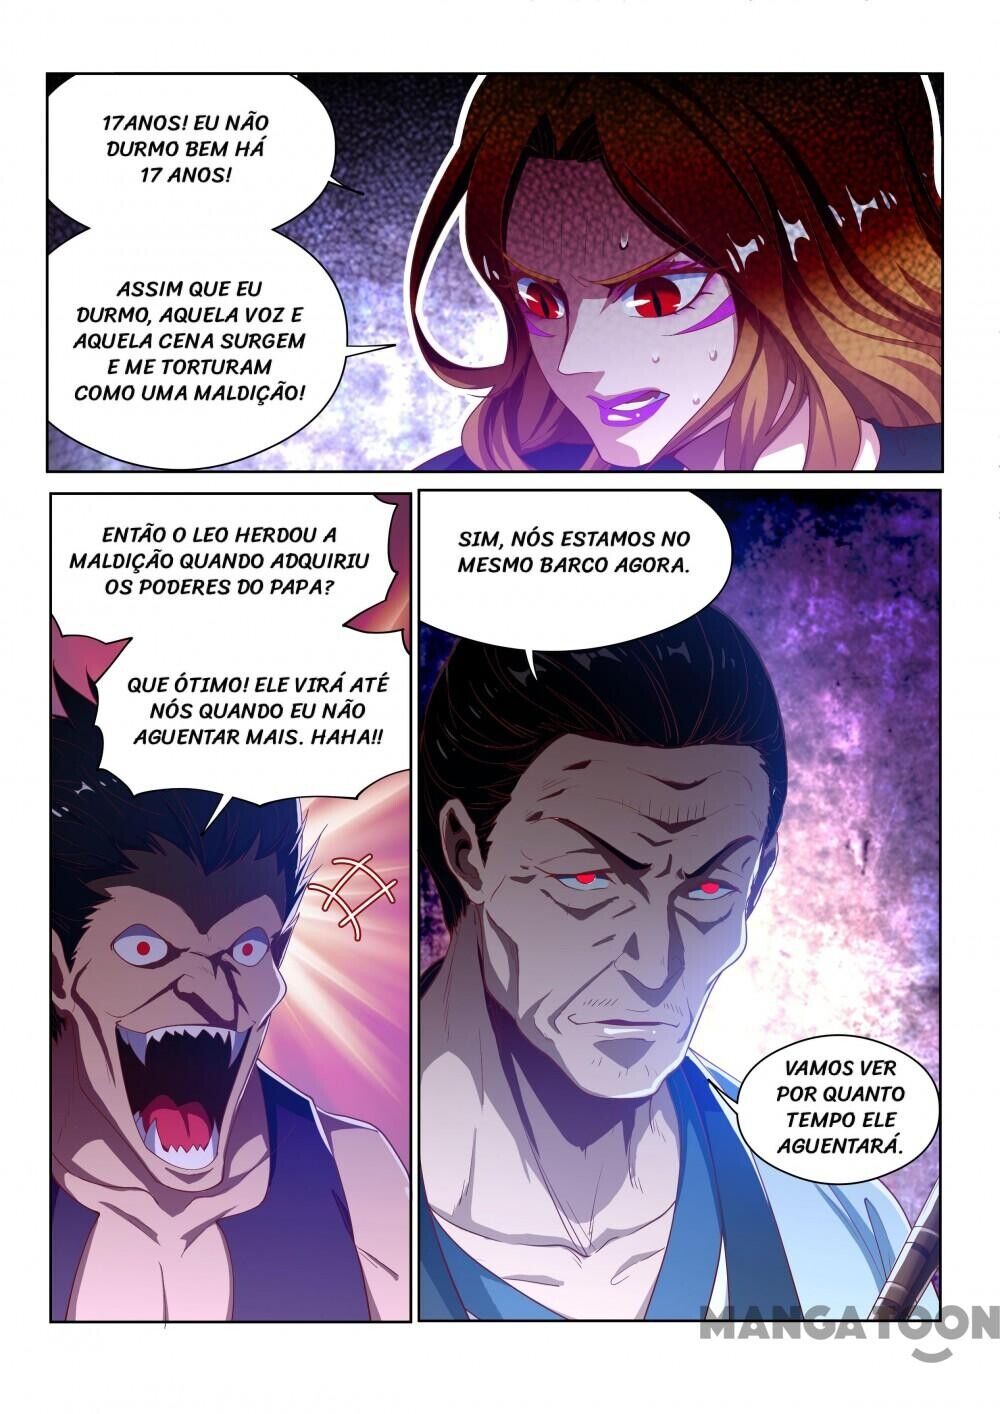 17ANOS! EU NÃO
DURMO BEM HÁ
17 ANOS!
ASSIM QUE EU
DURMO, AQUELA VOZ E
AQUELA CENA SURGEM
E ME TORTURAM
COMO UMA MALDIÇÃO!
ENTÃO O LEO HERDOU A
MALDIÇÃO QUANDO ADQUIRIU
OS PODERES DO PAPA?
QUE ÓTIMO! ELE VIRÁ ATÉ
NÓS QUANDO EU NÃO
AGUENTAR MAIS. HAHA!!
SIM, NÓS ESTAMOS NO
MESMO BARCO AGORA.
VAMOS VER
POR QUANTO
TEMPO ELE
AGUENTARÁ.
MANGATOON